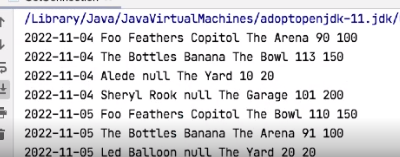 /Library/Java/JavaVirtualMachines/adoptopenjdk-11.jdk/
2022-11-04 Foo Feathers Copitol The Arena 90 100
2022-11-04 The Bottles Banana The Bowl 113 150
2022-11-04 Alede null The Yard 10 20
2022-11-04 Sheryl Rook null The Garage 101 200
2022-11-05 Foo Feathers Copitol The Bowl 110 150
2022-11-05 The Bottles Banana The Arena 91 100
2022-11-05 Led Balloon null The Yard 20 20